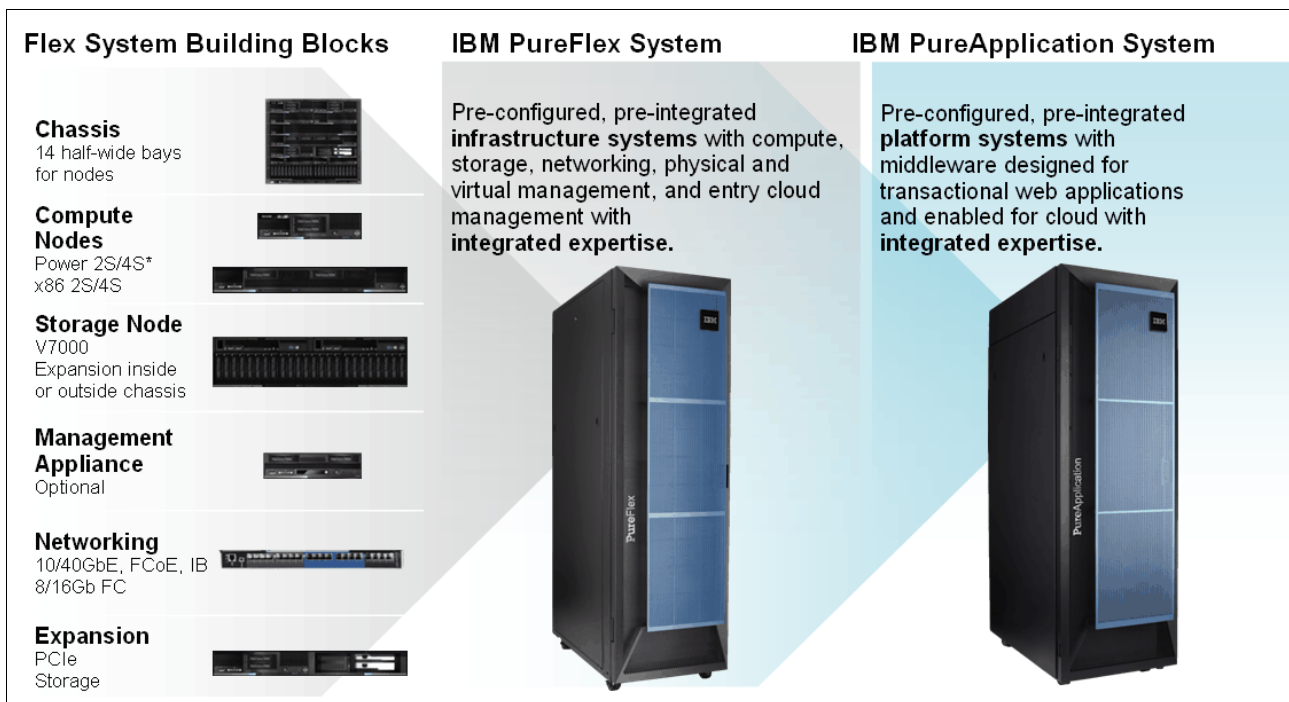 Flex System Building Blocks
Chassis
14 half-wide bays
for nodes
Compute
Nodes
Power 2S/4S*
x86 2S/4S
Storage Node
V7000
Expansion inside
or outside chassis
Management
Appliance
Optional
Networking
10/40GbE, FCoE, IB
8/16Gb FC
Expansion
PCIe
Storage
IBM PureFlex System
Pre-configured, pre-integrated
infrastructure systems with compute,
storage, networking, physical and
virtual management, and entry cloud
management with
integrated expertise.
IBM
PureFlex
IBM PureApplication System
Pre-configured, pre-integrated
platform systems with
middleware designed for
transactional web applications
and enabled for cloud with
integrated expertise.
IBM
PureApplication